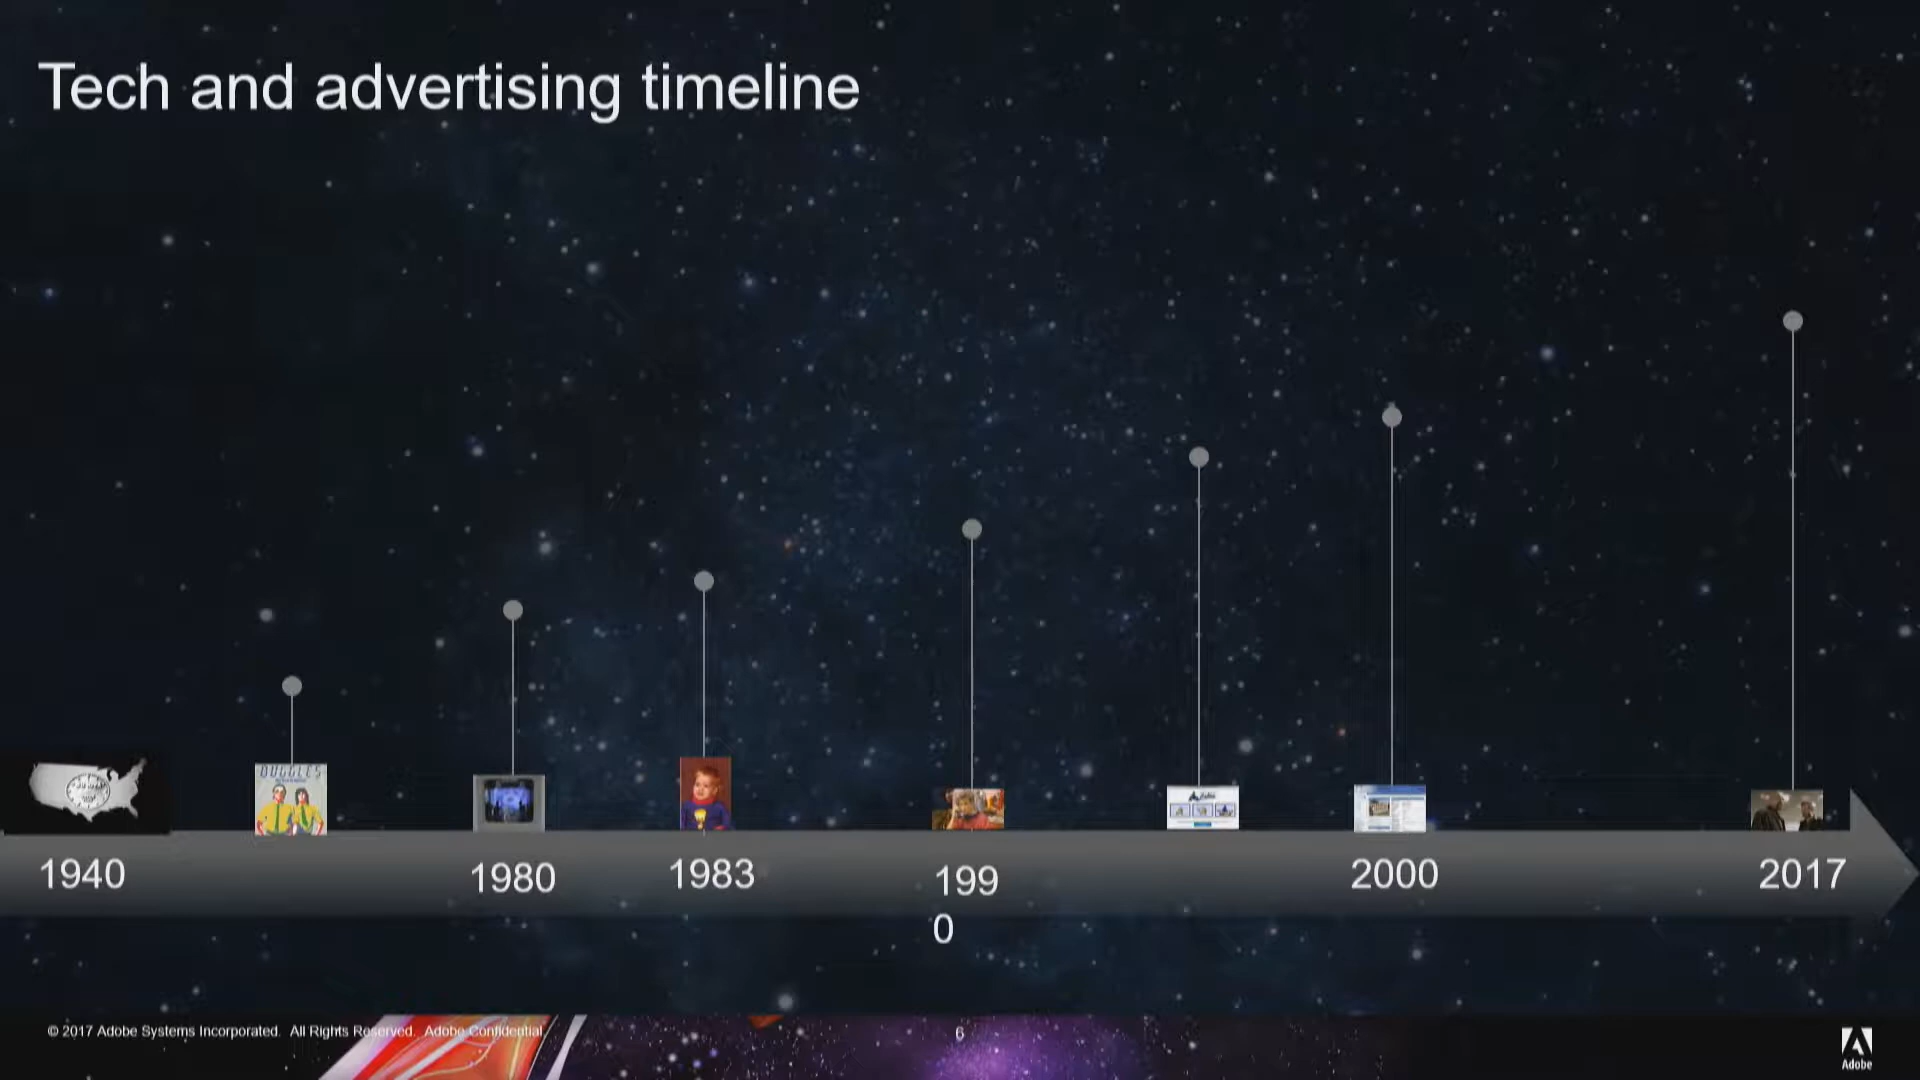 Tech and advertising timeline
BUGGLES
1940
1980
1983
199
0
2000
2017
© 2017 Adobe Systems Incorporated. All Rights Reserved. Adobe Confidential.
6
Adobe